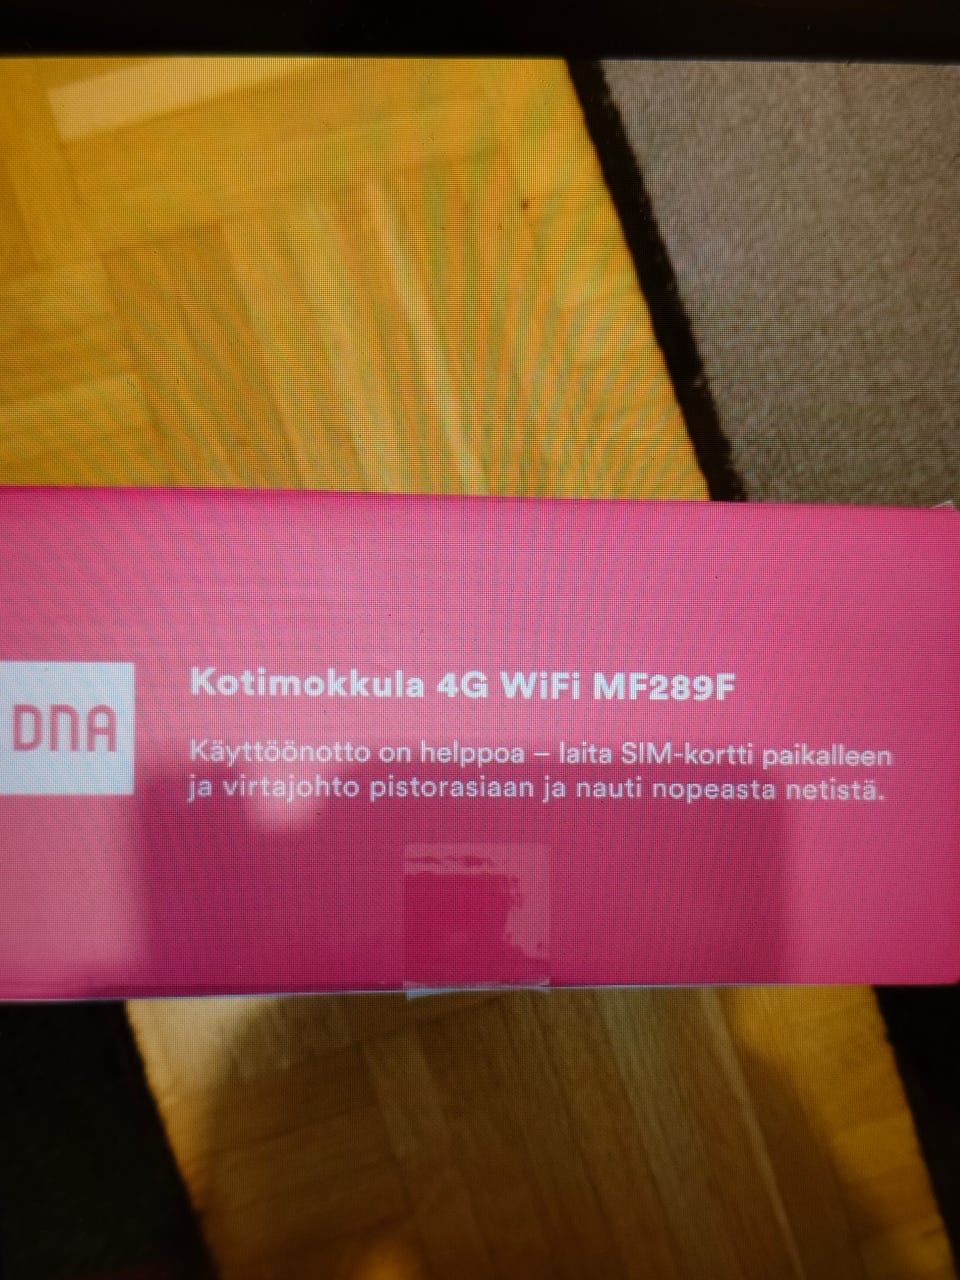 DNA
Kotimokkula 4G WiFi MF289F
Käyttöönotto on helppoa – laita SIM-kortti paikalleen
ja virtajohto pistorasiaan ja nauti nopeasta netistä.